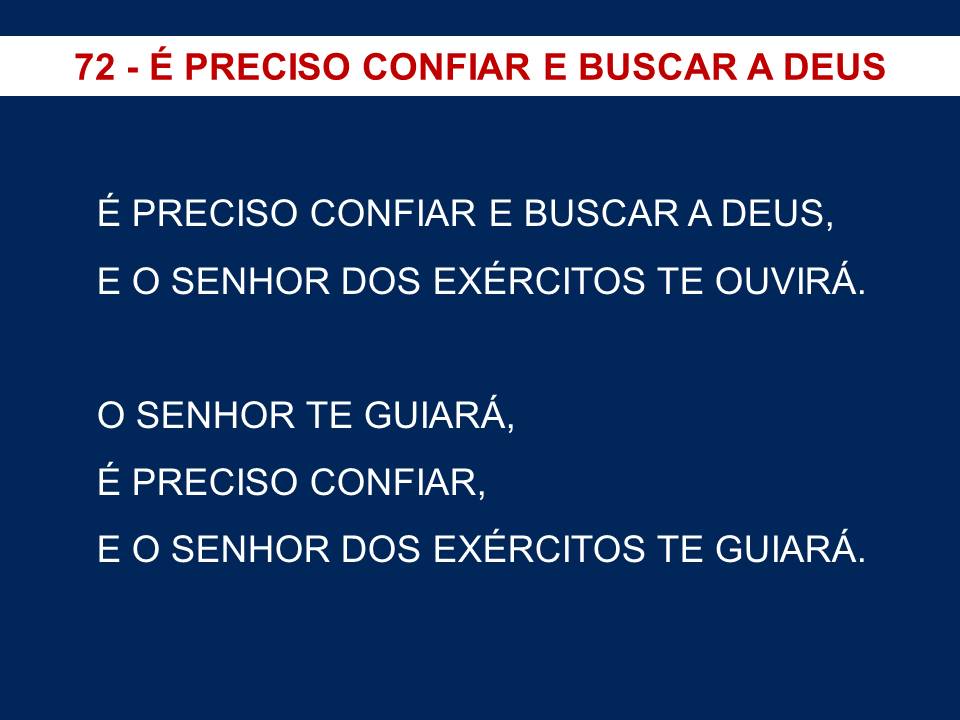 72 - É PRECISO CONFIAR E BUSCAR A DEUS
É PRECISO CONFIAR E BUSCAR A DEUS,
E O SENHOR DOS EXÉRCITOS TE OUVIRÁ.
O SENHOR TE GUIARÁ,
É PRECISO CONFIAR,
E O SENHOR DOS EXÉRCITOS TE GUIARÁ.